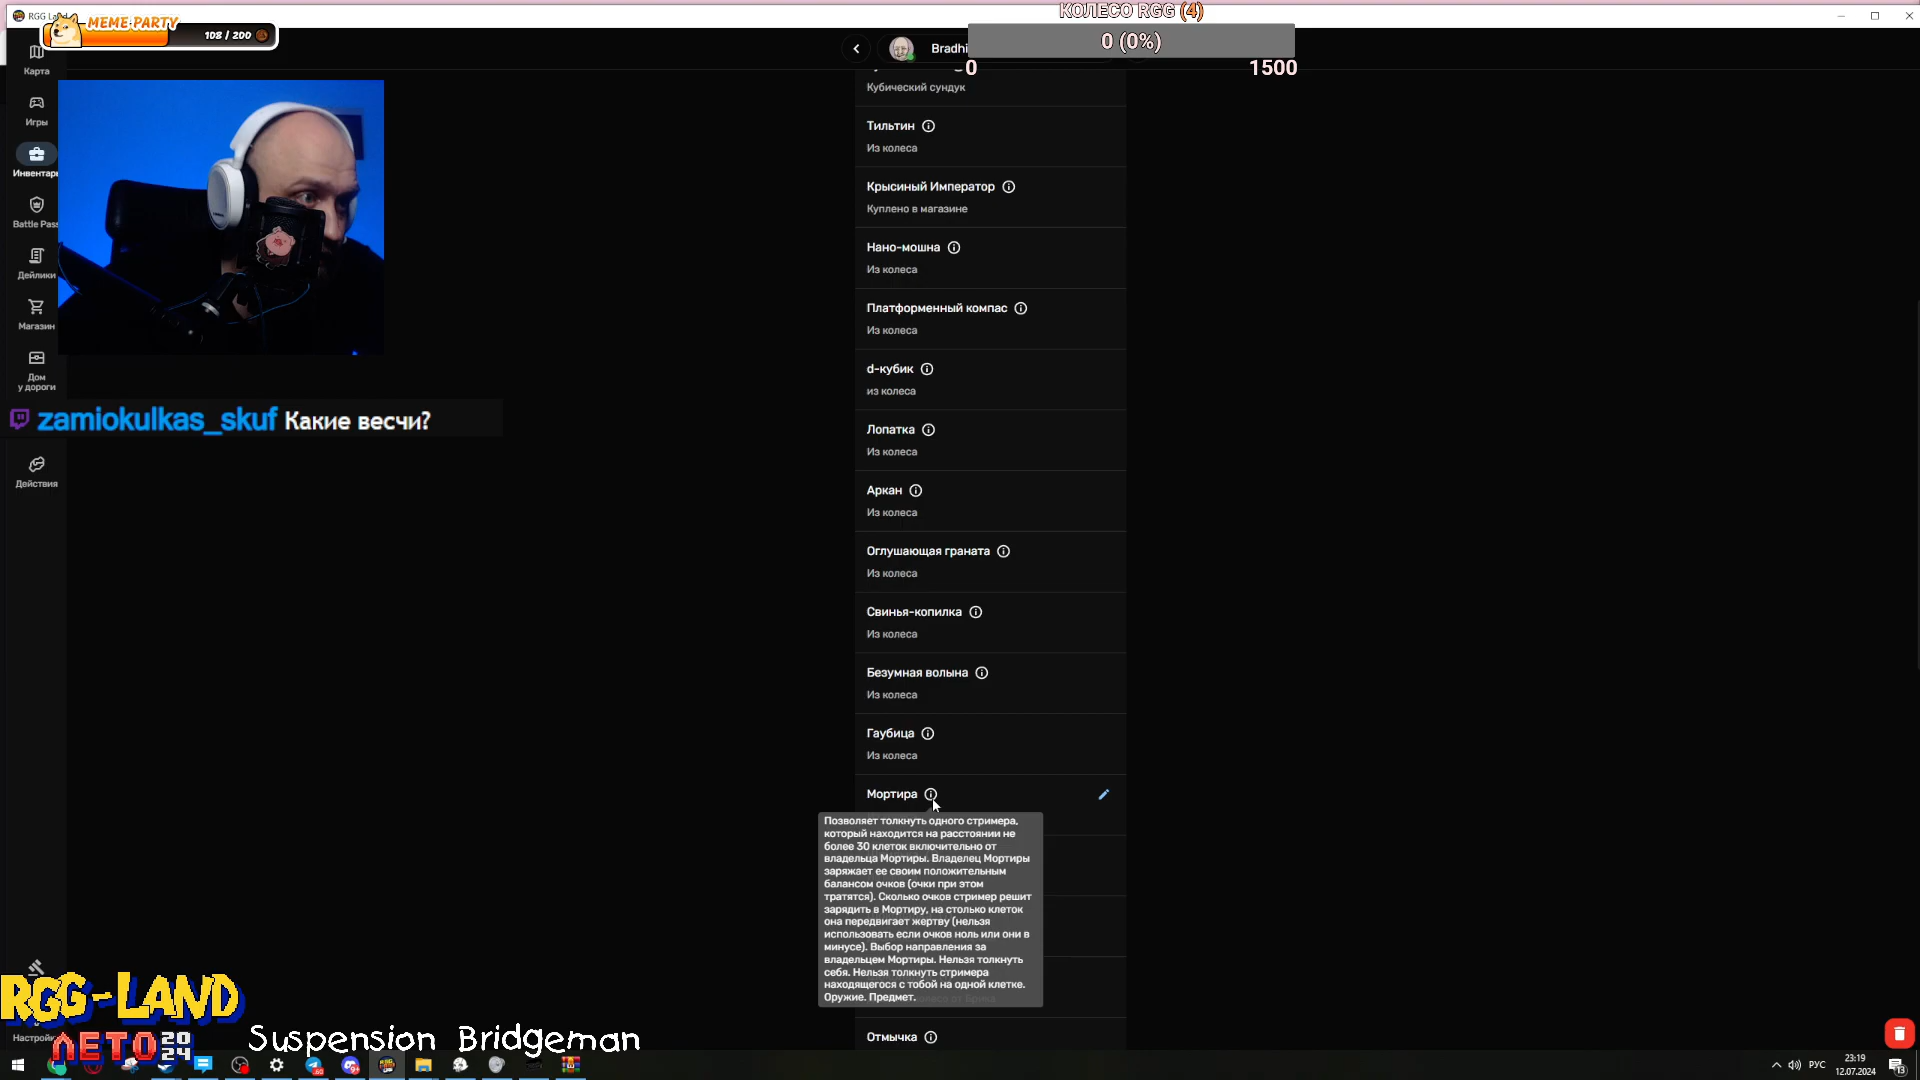 RGG Land
MEME PARTY
108 / 200
КОЛЕСО RGG (4)
0 (0%)
0
1500
Bradhi
Карта
Игры
Инвентарь
Battle Pass
Дейлики
Магазин
Дом
у дороги
Действия
Настройк
zamiokulkas_skuf Какие весчи?
Кубический сундук
Тильтин
Из колеса
Крысиный Император
Куплено в магазине
Нано-мошна
Из колеса
Платформенный компас
Из колеса
d-кубик
из колеса
Лопатка
Из колеса
Аркан
Из колеса
Оглушающая граната
Из колеса
Свинья-копилка
Из колеса
Безумная волына
Из колеса
Гаубица
Из колеса
Мортира
Позволяет толкнуть одного стримера,
который находится на расстоянии не
более 30 клеток включительно от
владельца Мортиры. Владелец Мортиры
заряжает ее своим положительным
балансом очков (очки при этом
тратятся). Сколько очков стример решит
зарядить в Мортиру, на столько клеток
она передвигает жертву (нельзя
использовать если очков ноль или они в
минусе). Выбор направления за
владельцем Мортиры. Нельзя толкнуть
себя. Нельзя толкнуть стримера
находящегося с тобой на одной клетке.
Оружие. Предмет.
Отмычка
RGG-LAND
ЛЕТО 2024
Suspension Bridgeman
РУС
23:19
12.07.2024
13